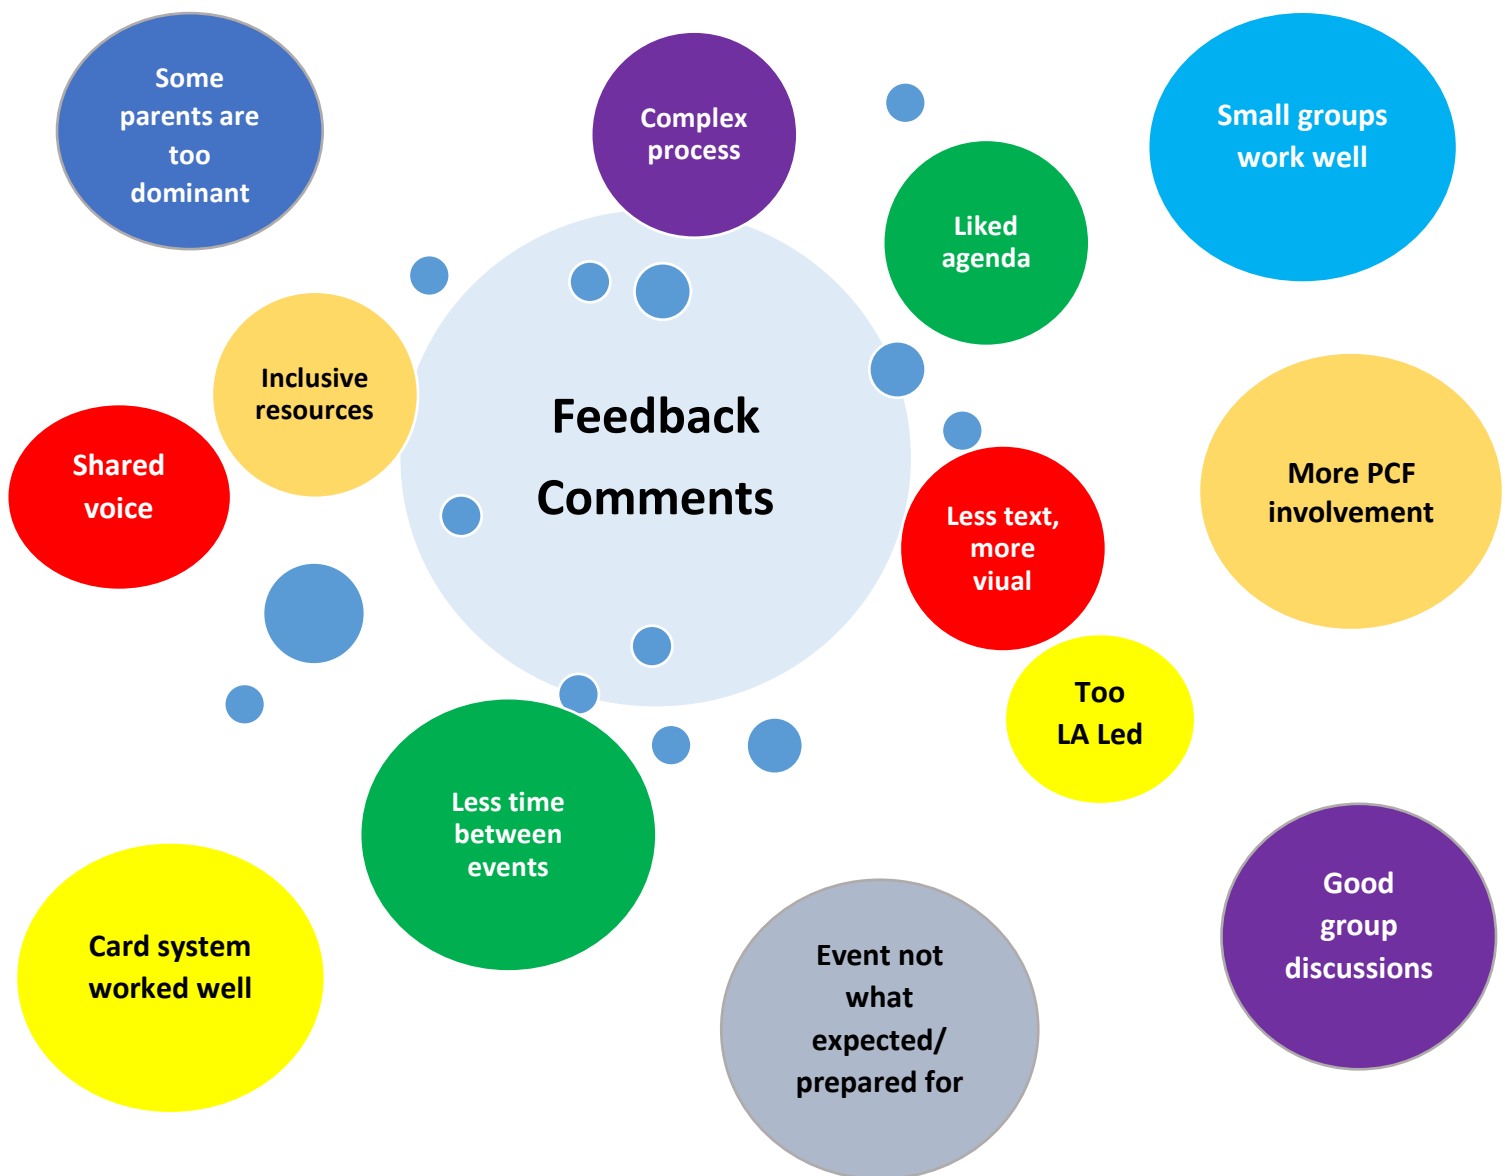 Some
parents are
too
dominant
Complex
process
Small groups
work well
Liked
agenda
Inclusive
resources
Feedback
Comments
Shared
voice
More PCF
involvement
Less text,
more
viual
Too
LA Led
Less time
between
events
Card system
worked well
Event not
what
expected/
prepared for
Good
group
discussions